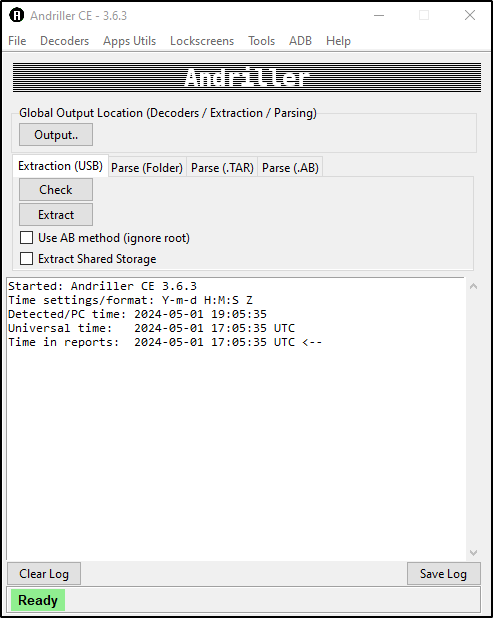 Andriller CE - 3.6.3
File Decoders Apps Utils Lockscreens Tools ADB Help
Andriller
Global Output Location (Decoders / Extraction / Parsing)
Output..
Extraction (USB) Parse (Folder) Parse (.TAR) Parse (.AB)
Check
Extract
Use AB method (ignore root)
Extract Shared Storage
Started: Andriller CE 3.6.3
Time settings/format: Y-m-d H:M:S Z
Detected/PC time: 2024-05-01 19:05:35
Universal time:   2024-05-01 17:05:35 UTC
Time in reports:  2024-05-01 17:05:35 UTC <--
Clear Log Save Log
Ready